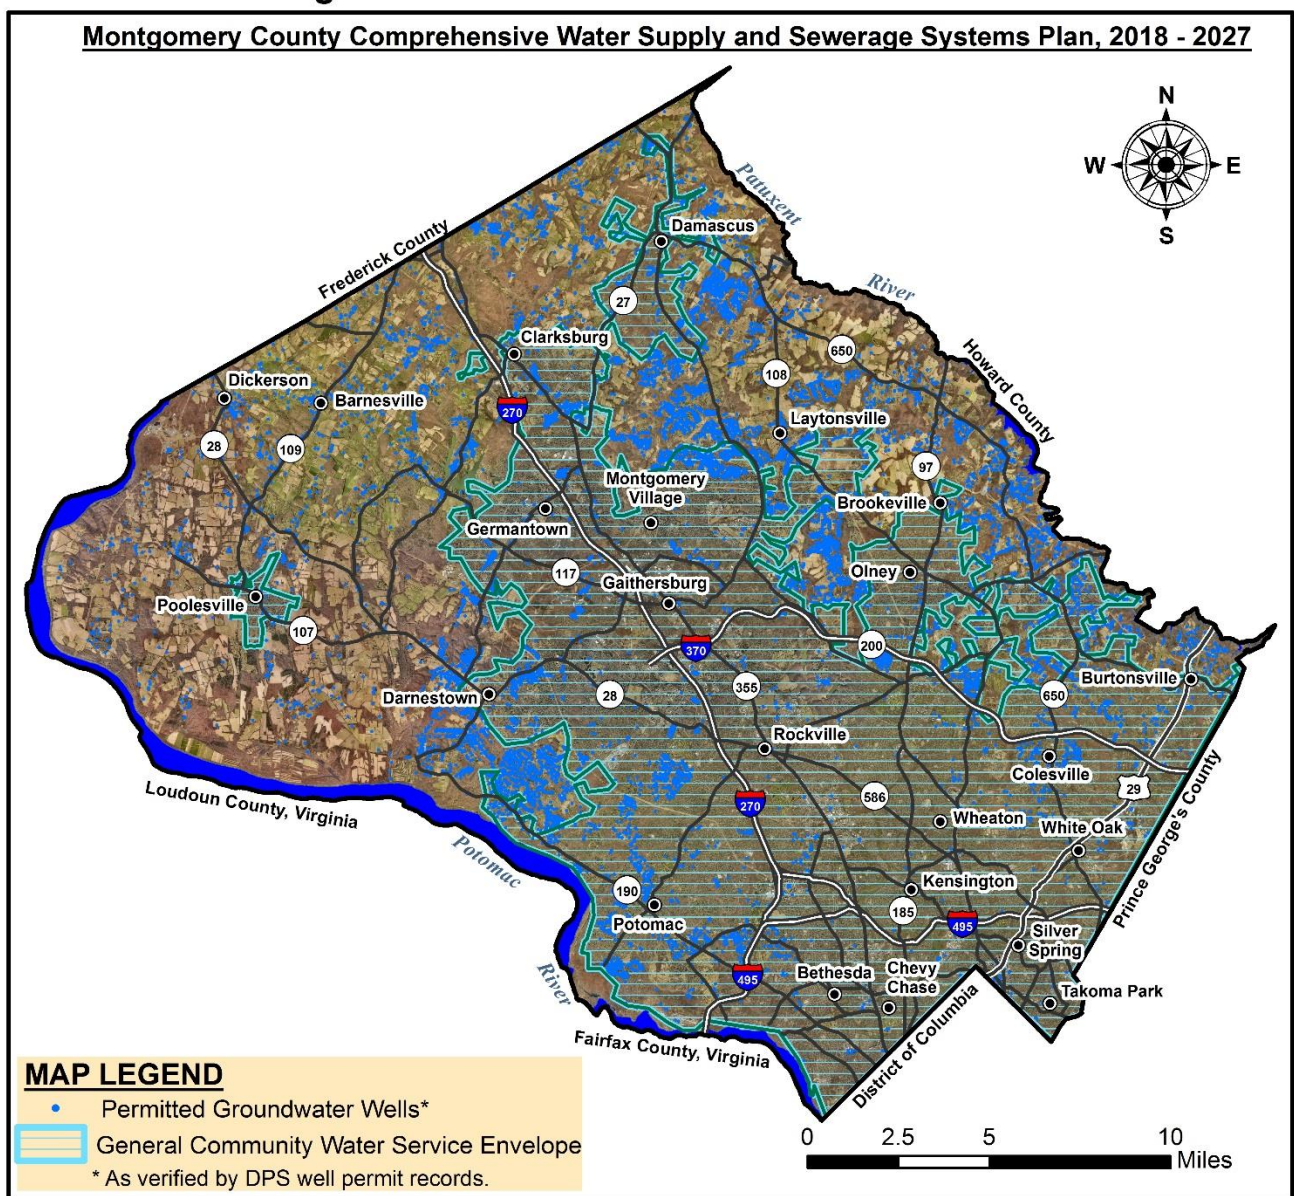 Montgomery County Comprehensive Water Supply and Sewerage Systems Plan, 2018 - 2027
N
W
E
S
Patuxent
River
Damascus
Frederick County
27
Clarksburg
650
Howard County
108
Dickerson
Barnesville
270
Laytonsville
28
109
97
Montgomery
Village
Brookeville
Germantown
117
Gaithersburg
Olney
Poolesville
107
370
200
Darnestown
28
355
650
Burtonsville
Rockville
Colesville
Loudoun County, Virginia
270
586
29
Prince George's County
Wheaton
White Oak
Potomac
190
Kensington
Potomac
185
495
Silver
Spring
River
495
Bethesda
Chevy
Chase
Takoma Park
Fairfax County, Virginia
District of Columbia
MAP LEGEND
Permitted Groundwater Wells*
General Community Water Service Envelope
* As verified by DPS well permit records.
0 2.5 5 10
Miles